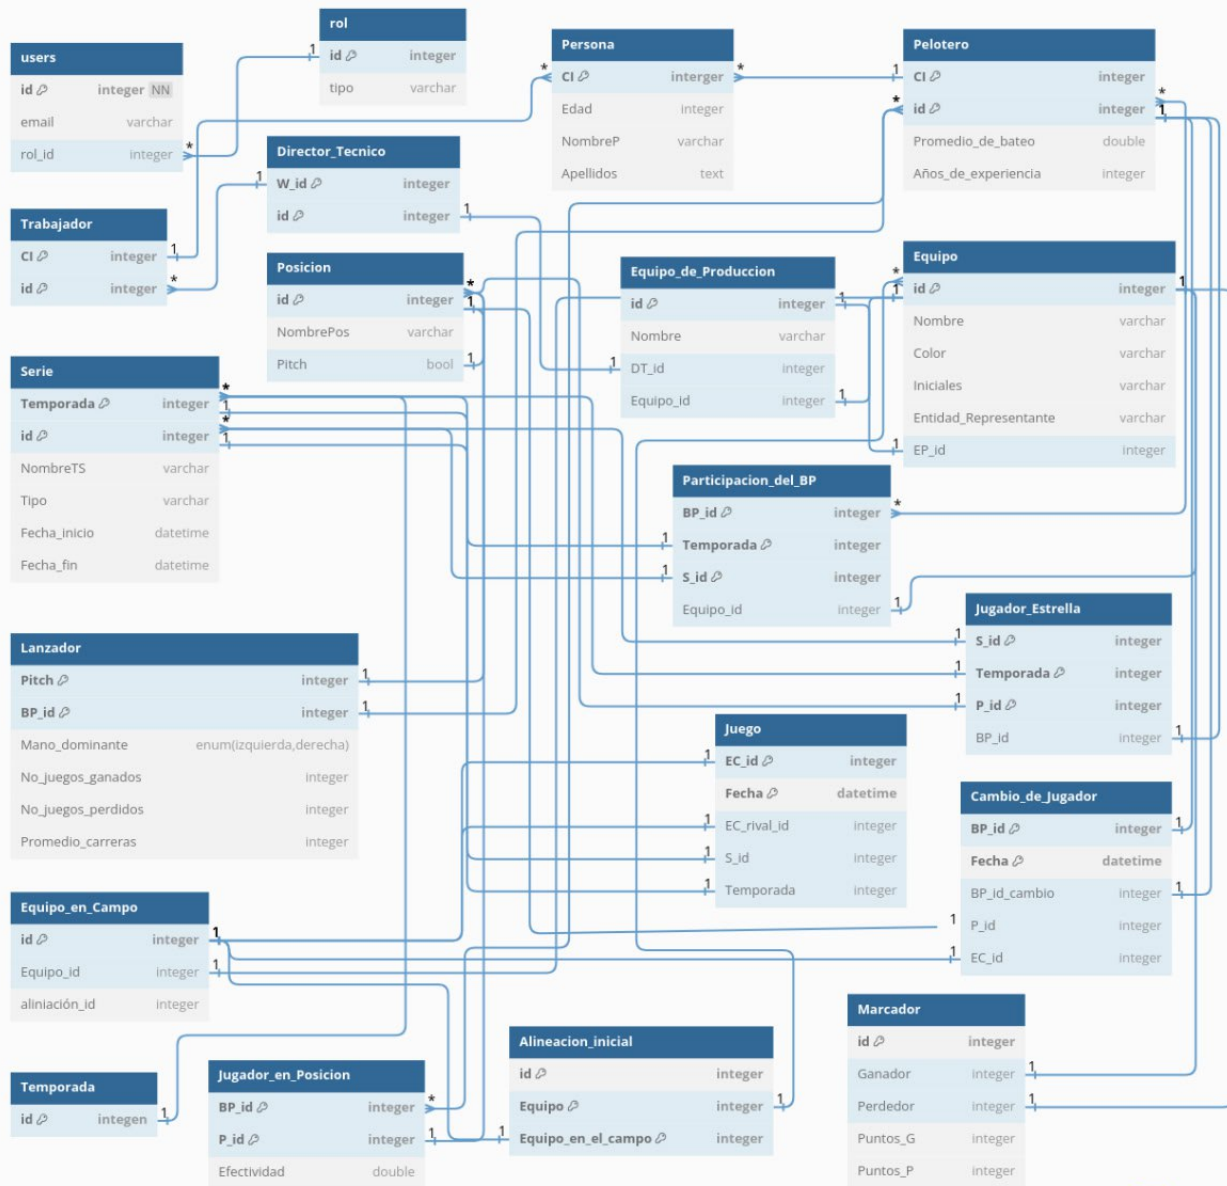 users
id integer NN
email varchar
rol_id integer
rol
id integer
tipo varchar
Persona
CI interger
Edad integer
NombreP varchar
Apellidos text
Pelotero
CI integer
id integer
Promedio_de_bateo double
Años_de_experiencia integer
Director_Tecnico
W_id integer
id integer
Trabajador
CI integer
id integer
Posicion
id integer
NombrePos varchar
Pitch bool
Equipo_de_Produccion
id integer
Nombre varchar
DT_id integer
Equipo_id integer
Equipo
id integer
Nombre varchar
Color varchar
Iniciales varchar
Entidad_Representante varchar
EP_id integer
Serie
Temporada integer
id integer
NombreTS varchar
Tipo varchar
Fecha_inicio datetime
Fecha_fin datetime
Participacion_del_BP
BP_id integer
Temporada integer
S_id integer
Equipo_id integer
Jugador_Estrella
S_id integer
Temporada integer
P_id integer
BP_id integer
Lanzador
Pitch integer
BP_id integer
Mano_dominante enum(izquierda,derecha)
No_juegos_ganados integer
No_juegos_perdidos integer
Promedio_carreras integer
Juego
EC_id integer
Fecha datetime
EC_rival_id integer
S_id integer
Temporada integer
Cambio_de_Jugador
BP_id integer
Fecha datetime
BP_id_cambio integer
P_id integer
EC_id integer
Equipo_en_Campo
id integer
Equipo_id integer
aliniación_id integer
Marcador
id integer
Ganador integer
Perdedor integer
Puntos_G integer
Puntos_P integer
Alineacion_inicial
id integer
Equipo integer
Equipo_en_el_campo integer
Temporada
id integen
Jugador_en_Posicion
BP_id integer
P_id integer
Efectividad double